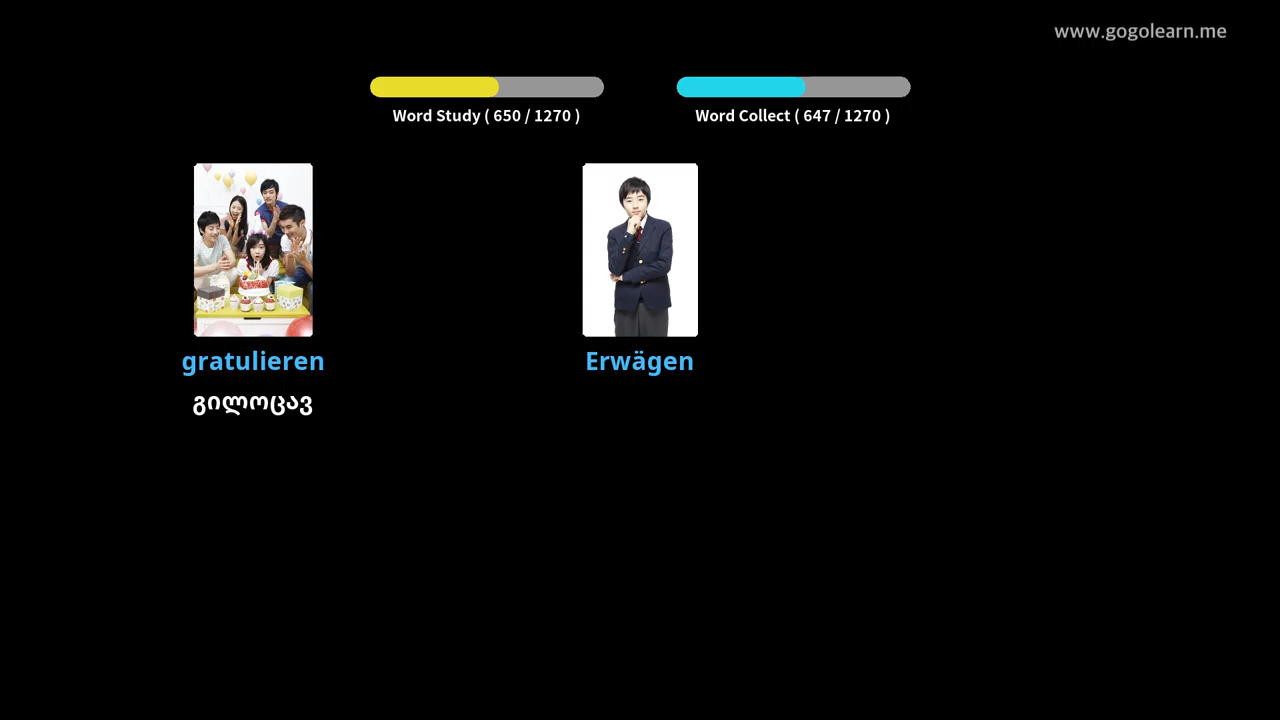 www.gogolearn.me
Word Study ( 650 / 1270 )
Word Collect ( 647 / 1270 )
gratulieren
Erwägen
გილოცავ